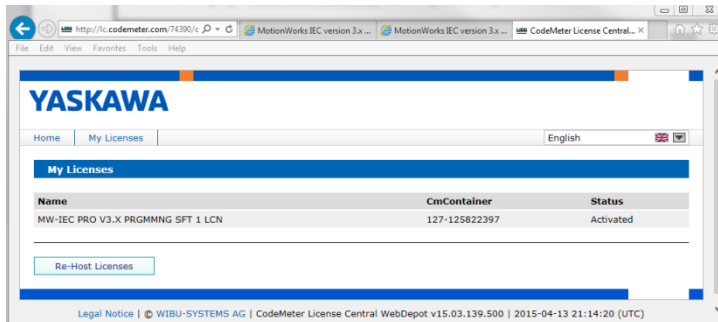 http://lc.codemeter.com/74390/c
MotionWorks IEC version 3.x ...
MotionWorks IEC version 3.x ...
CodeMeter License Central...
File Edit View Favorites Tools Help
YASKAWA
Home My Licenses English
My Licenses
Name CmContainer Status
MW-IEC PRO V3.X PRGMMNG SFT 1 LCN 127-125822397 Activated
Re-Host Licenses
Legal Notice | © WIBU-SYSTEMS AG | CodeMeter License Central WebDepot v15.03.139.500 | 2015-04-13 21:14:20 (UTC)